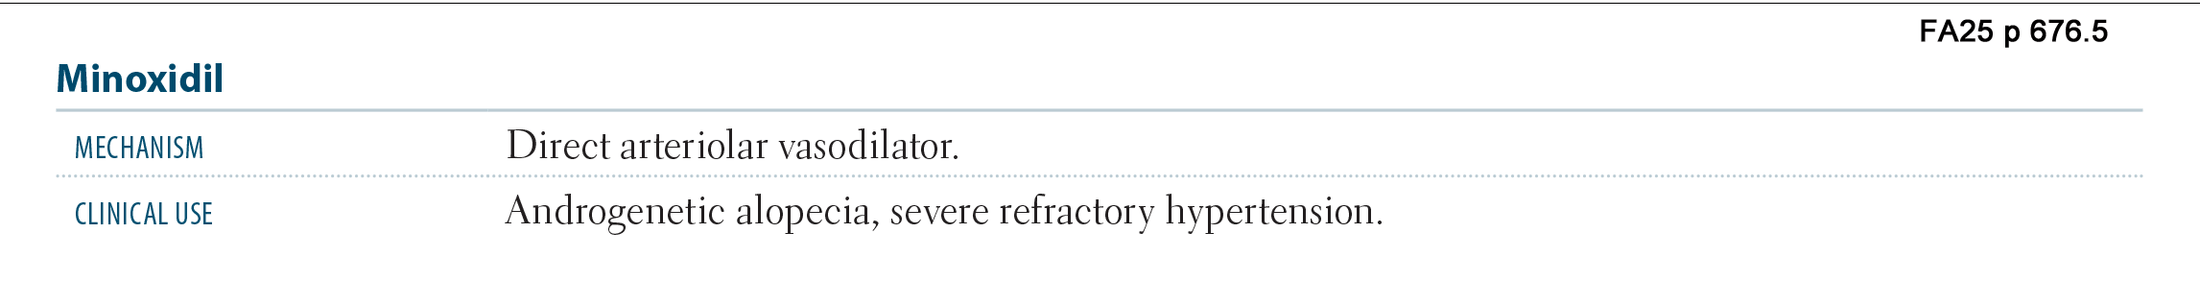 FA25 p 676.5
Minoxidil
MECHANISM Direct arteriolar vasodilator.
CLINICAL USE Androgenetic alopecia, severe refractory hypertension.